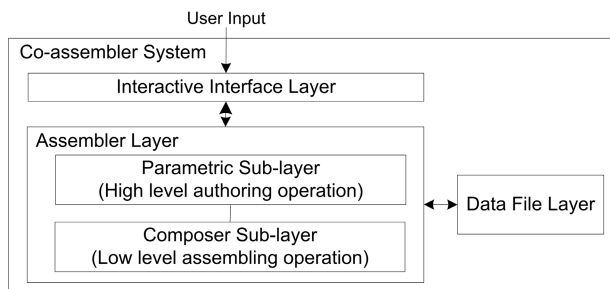 User Input
Co-assembler System
Interactive Interface Layer
Assembler Layer
Parametric Sub-layer
(High level authoring operation)
Composer Sub-layer
(Low level assembling operation)
Data File Layer